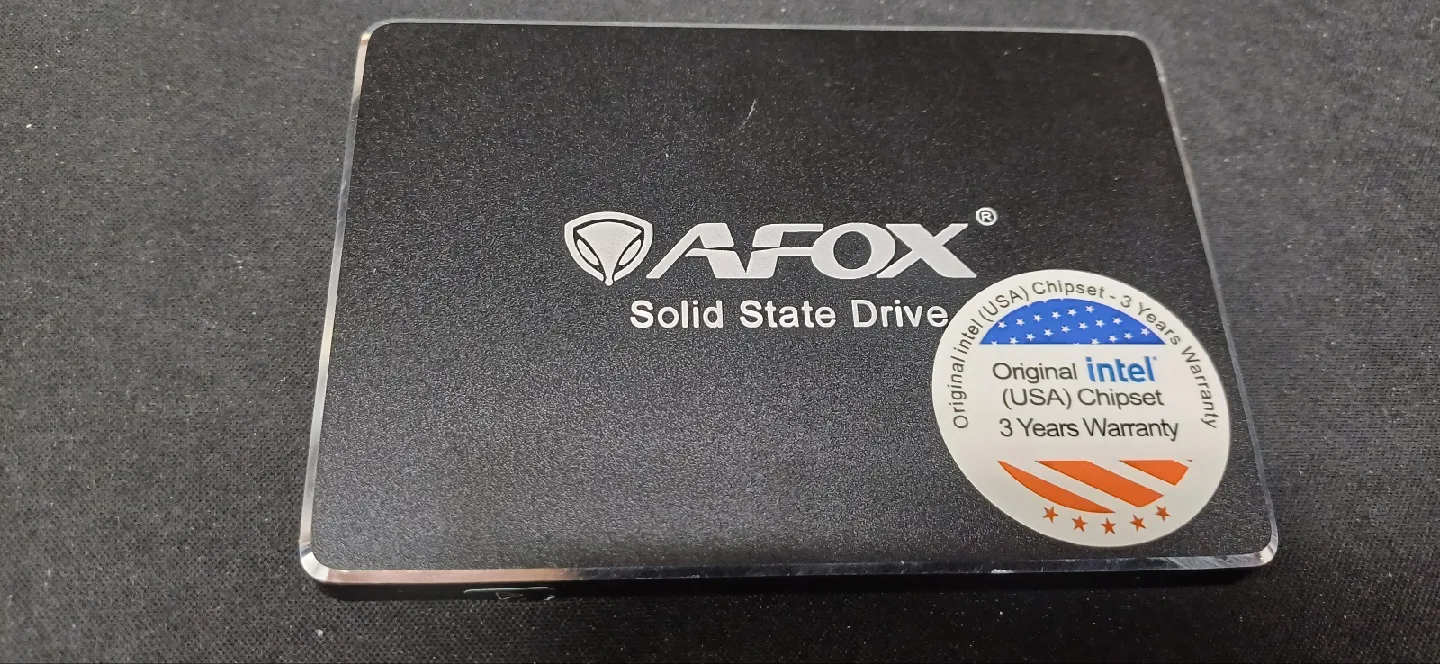 AFOX®
Solid State Drive
Original intel (USA) Chipset - 3 Years Warranty
Original intel
(USA) Chipset
3 Years Warranty